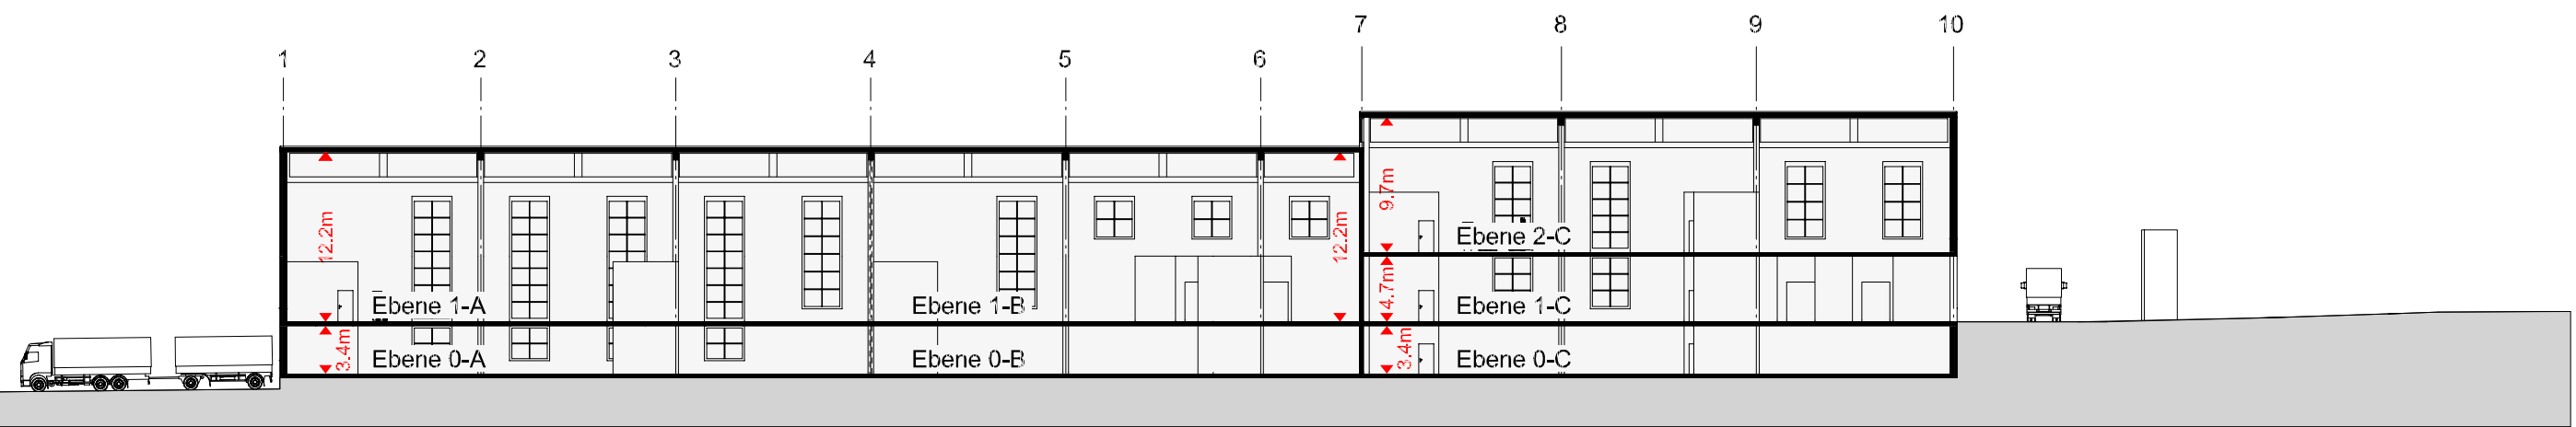 7 8 9 10
1 2 3 4 5 6
12.2m 12.2m 9.7m
Ebene 2-C
Ebene 1-A Ebene 1-B 4.7m Ebene 1-C
3.4m Ebene 0-A Ebene 0-B 3.4m Ebene 0-C